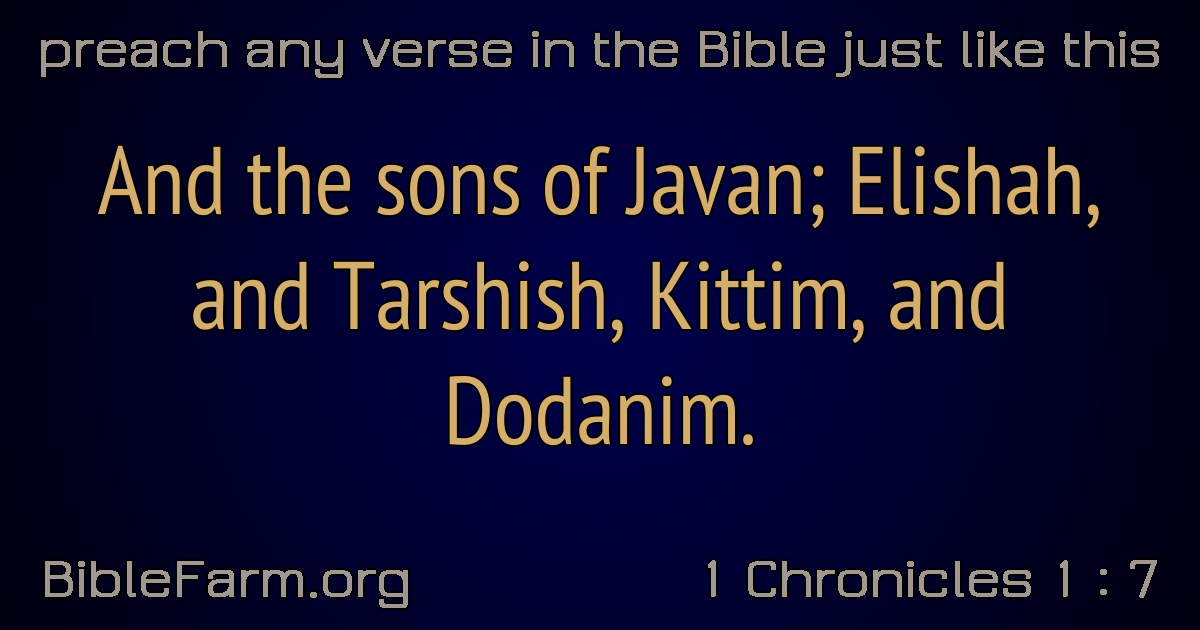 preach any verse in the Bible just like this
And the sons of Javan; Elishah,
and Tarshish, Kittim, and
Dodanim.
BibleFarm.org
1 Chronicles 1 : 7